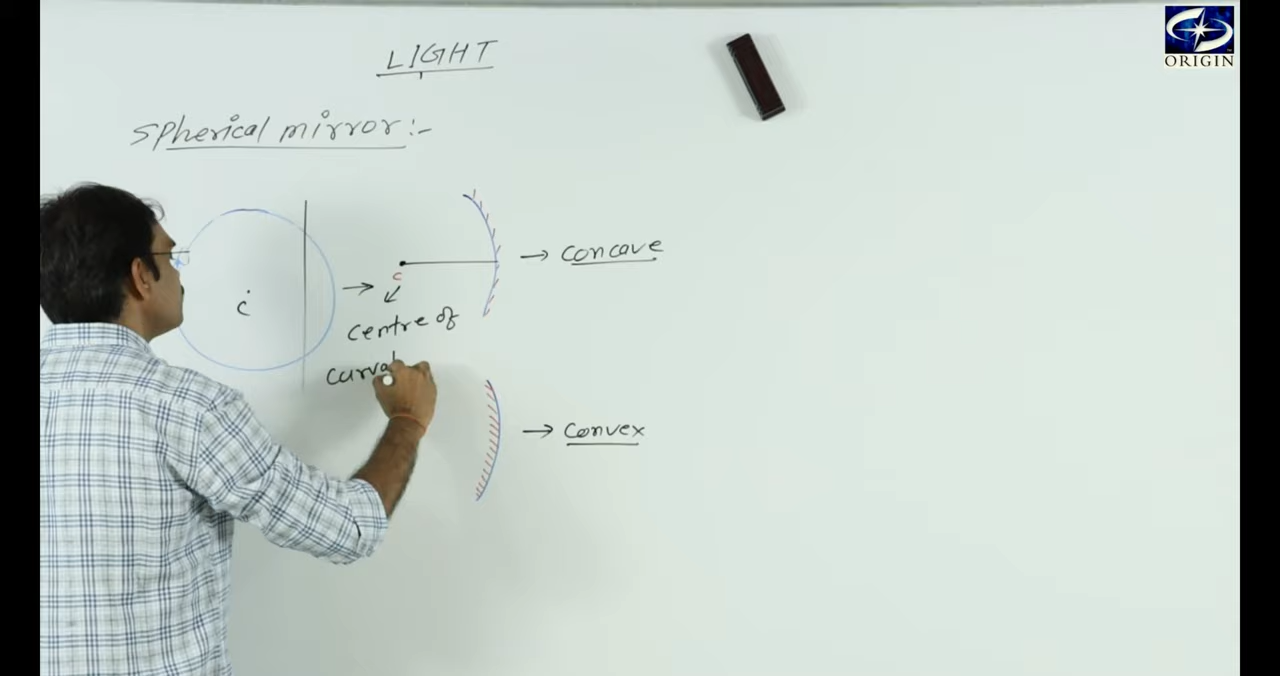 LIGHT
ORIGIN
Spherical mirror:-
→ Concave
C
C
Centre of
Curvat
→ Convex